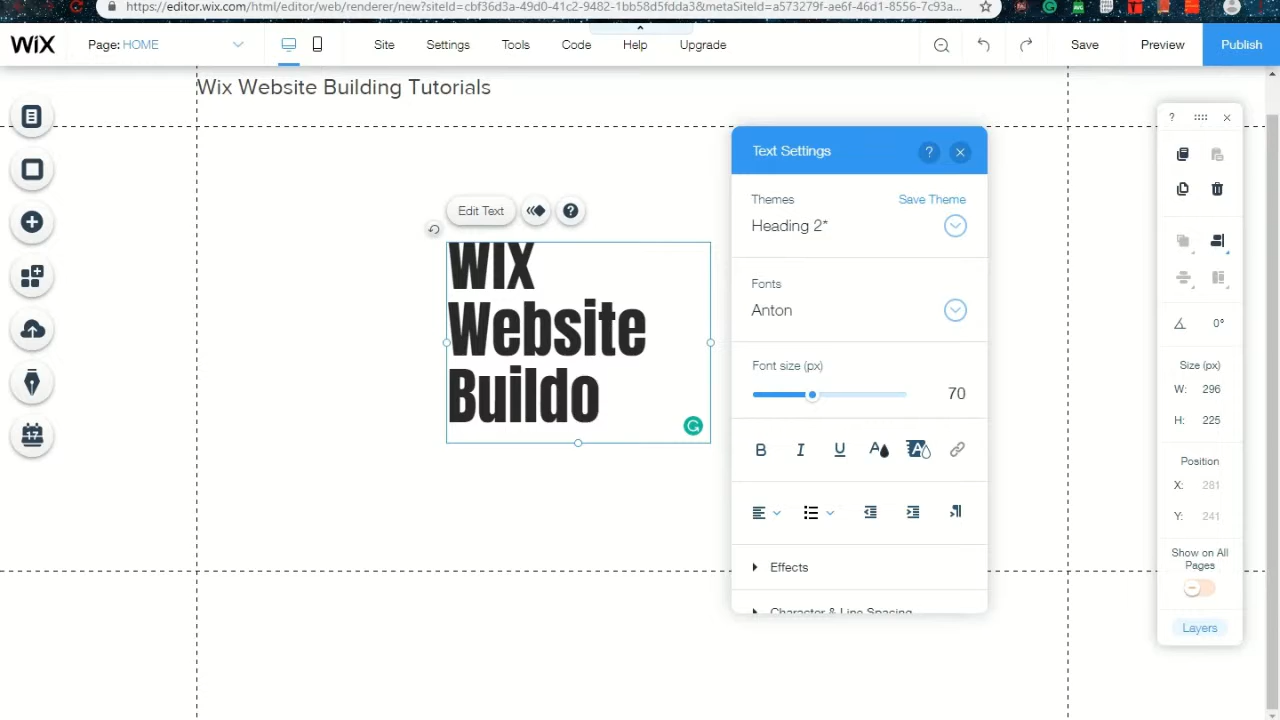 https://editor.wix.com/html/editor/web/renderer/new?siteId=cbf36d3a-49d0-41c2-9482-1bb58d5fdda3&metaSiteId=a573279f-ae6f-46d1-8556-7c93a...
WiX Page: HOME Site Settings Tools Code Help Upgrade Save Preview Publish
Wix Website Building Tutorials
Text Settings ? ×
? ×
Themes Save Theme
Heading 2*
Edit Text ?
WIX
Website
Buildo
Fonts
Anton
Font size (px)
70
B I U A A
Effects
Character & Line Spacing
17
0°
Size (px)
W: 296
H: 225
Position
X: 281
Y: 241
Show on All
Pages
Layers